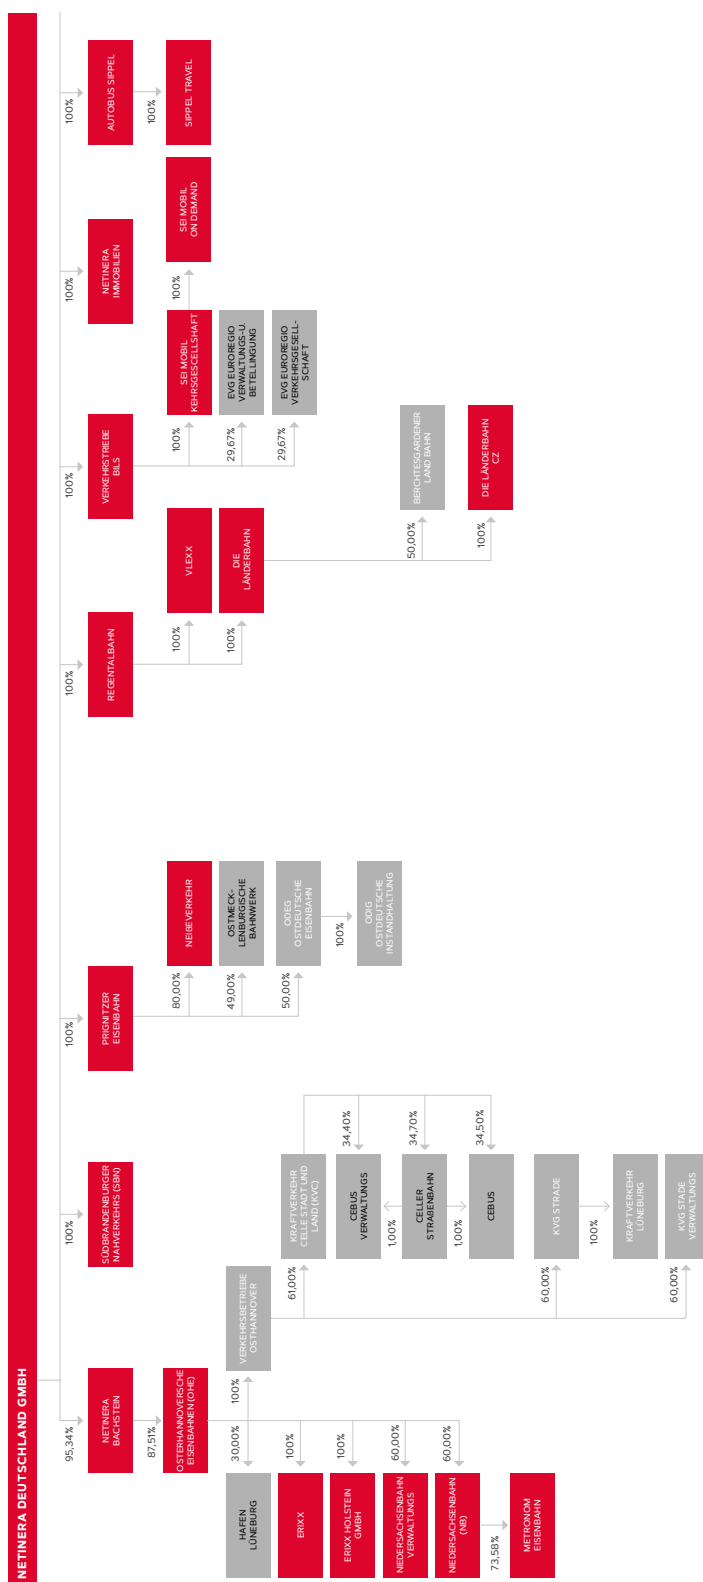 NETINERA DEUTSCHLAND GMBH
95,34%
NETINERA
BACHSTEIN
87,51%
OSTERHANNOVERSCHE
EISENBAHNEN (OHE)
30,00%
HAFEN
LÜNEBURG
100%
ERIXX
100%
ERIXX HOLSTEIN
GMBH
60,00%
NIEDERSACHSENBAHN
VERWALTUNGS
60,00%
NIEDERSACHSENBAHN
(NB)
73,58%
METRONOM
EISENBAHN
100%
VERKEHRSBETRIEBE
OSTHANNOVER
61,00%
KRAFTVERKEHR
CELLE STADT UND
LAND (KVC)
34,40%
CEBUS
VERWALTUNGS
1,00%
34,70%
CELLER
STRAßENBAHN
1,00%
34,50%
CEBUS
60,00%
KVG STRADE
100%
KRAFTVERKEHR
LÜNEBURG
60,00%
KVG STADE
VERWALTUNGS
100%
SÜDBRANDENBURGER
NAHVERKEHRS (SBN)
100%
PRIGNITZER
EISENBAHN
80,00%
NEIßEVERKEHR
49,00%
OSTMECK-
LENBURGISCHE
BAHNWERK
50,00%
ODEG
OSTDEUTSCHE
EISENBAHN
100%
ODIG
OSTDEUTSCHE
INSTANDHALTUNG
100%
REGENTALBAHN
100%
VLEXX
100%
DIE
LÄNDERBAHN
50,00%
BERCHTESGARDENER
LAND BAHN
100%
DIE LÄNDERBAHN
CZ
100%
VERKEHRSTRIEBE
BILS
100%
SEI MOBIL
KEHRSGESCELLSHAFT
100%
SEI MOBIL
ON DEMAND
29,67%
EVG EUROREGIO
VERWALTUNGS-U.
BETELLINGUNG
29,67%
EVG EUROREGIO
VERKEHRSGESELL-
SCHAFT
100%
NETINERA
IMMOBILIEN
100%
AUTOBUS SIPPEL
100%
SIPPEL TRAVEL